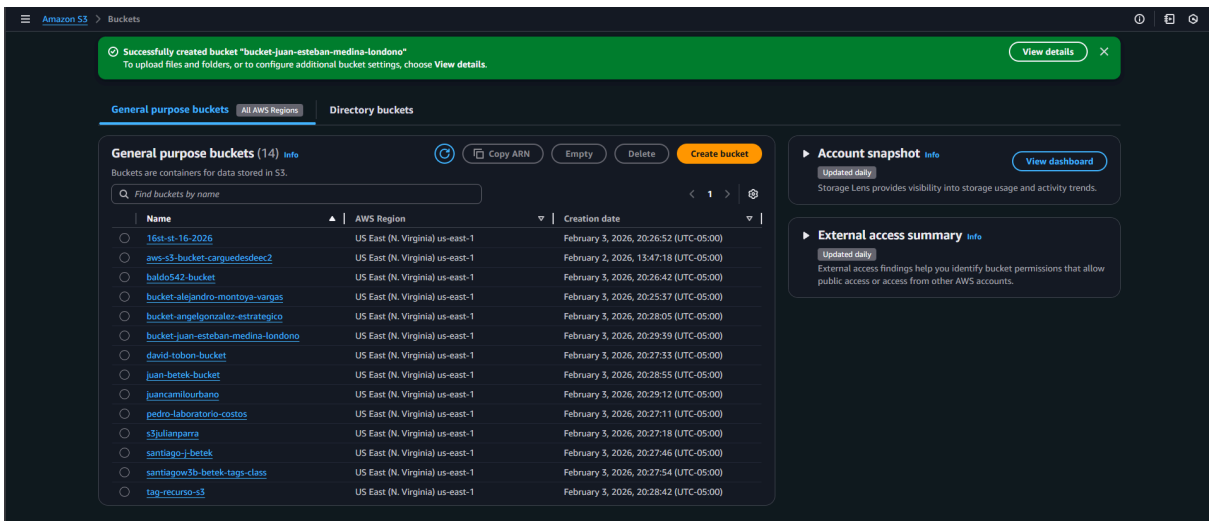 Amazon S3 > Buckets
Successfully created bucket "bucket-juan-esteban-medina-londono"
To upload files and folders, or to configure additional bucket settings, choose View details.
View details
General purpose buckets All AWS Regions Directory buckets
General purpose buckets (14) Info
Copy ARN Empty Delete Create bucket
Buckets are containers for data stored in S3.
Find buckets by name
1
Name AWS Region Creation date
16st-st-16-2026 US East (N. Virginia) us-east-1 February 3, 2026, 20:26:52 (UTC-05:00)
aws-s3-bucket-carguedesdeec2 US East (N. Virginia) us-east-1 February 2, 2026, 13:47:18 (UTC-05:00)
baldo542-bucket US East (N. Virginia) us-east-1 February 3, 2026, 20:26:42 (UTC-05:00)
bucket-alejandro-montoya-vargas US East (N. Virginia) us-east-1 February 3, 2026, 20:25:37 (UTC-05:00)
bucket-angelgonzalez-estrategico US East (N. Virginia) us-east-1 February 3, 2026, 20:28:05 (UTC-05:00)
bucket-juan-esteban-medina-londono US East (N. Virginia) us-east-1 February 3, 2026, 20:29:39 (UTC-05:00)
david-tobon-bucket US East (N. Virginia) us-east-1 February 3, 2026, 20:27:33 (UTC-05:00)
juan-betek-bucket US East (N. Virginia) us-east-1 February 3, 2026, 20:28:55 (UTC-05:00)
juancamilourbano US East (N. Virginia) us-east-1 February 3, 2026, 20:29:12 (UTC-05:00)
pedro-laboratorio-costos US East (N. Virginia) us-east-1 February 3, 2026, 20:27:11 (UTC-05:00)
s3julianparra US East (N. Virginia) us-east-1 February 3, 2026, 20:27:18 (UTC-05:00)
santiago-j-betek US East (N. Virginia) us-east-1 February 3, 2026, 20:27:46 (UTC-05:00)
santiagow3b-betek-tags-class US East (N. Virginia) us-east-1 February 3, 2026, 20:27:54 (UTC-05:00)
tag-recurso-s3 US East (N. Virginia) us-east-1 February 3, 2026, 20:28:42 (UTC-05:00)
Account snapshot Info
View dashboard
Updated daily
Storage Lens provides visibility into storage usage and activity trends.
External access summary Info
Updated daily
External access findings help you identify bucket permissions that allow
public access or access from other AWS accounts.